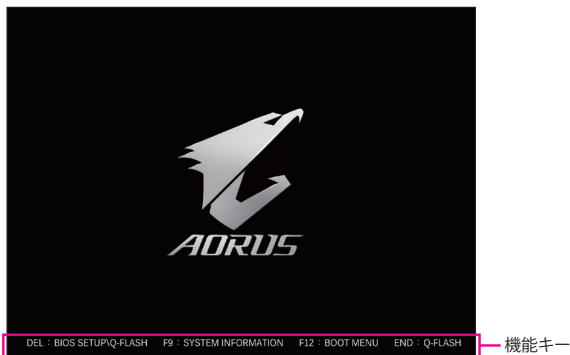 AORUS
DEL : BIOS SETUP\Q-FLASH F9 : SYSTEM INFORMATION F12 : BOOT MENU END : Q-FLASH
機能キー